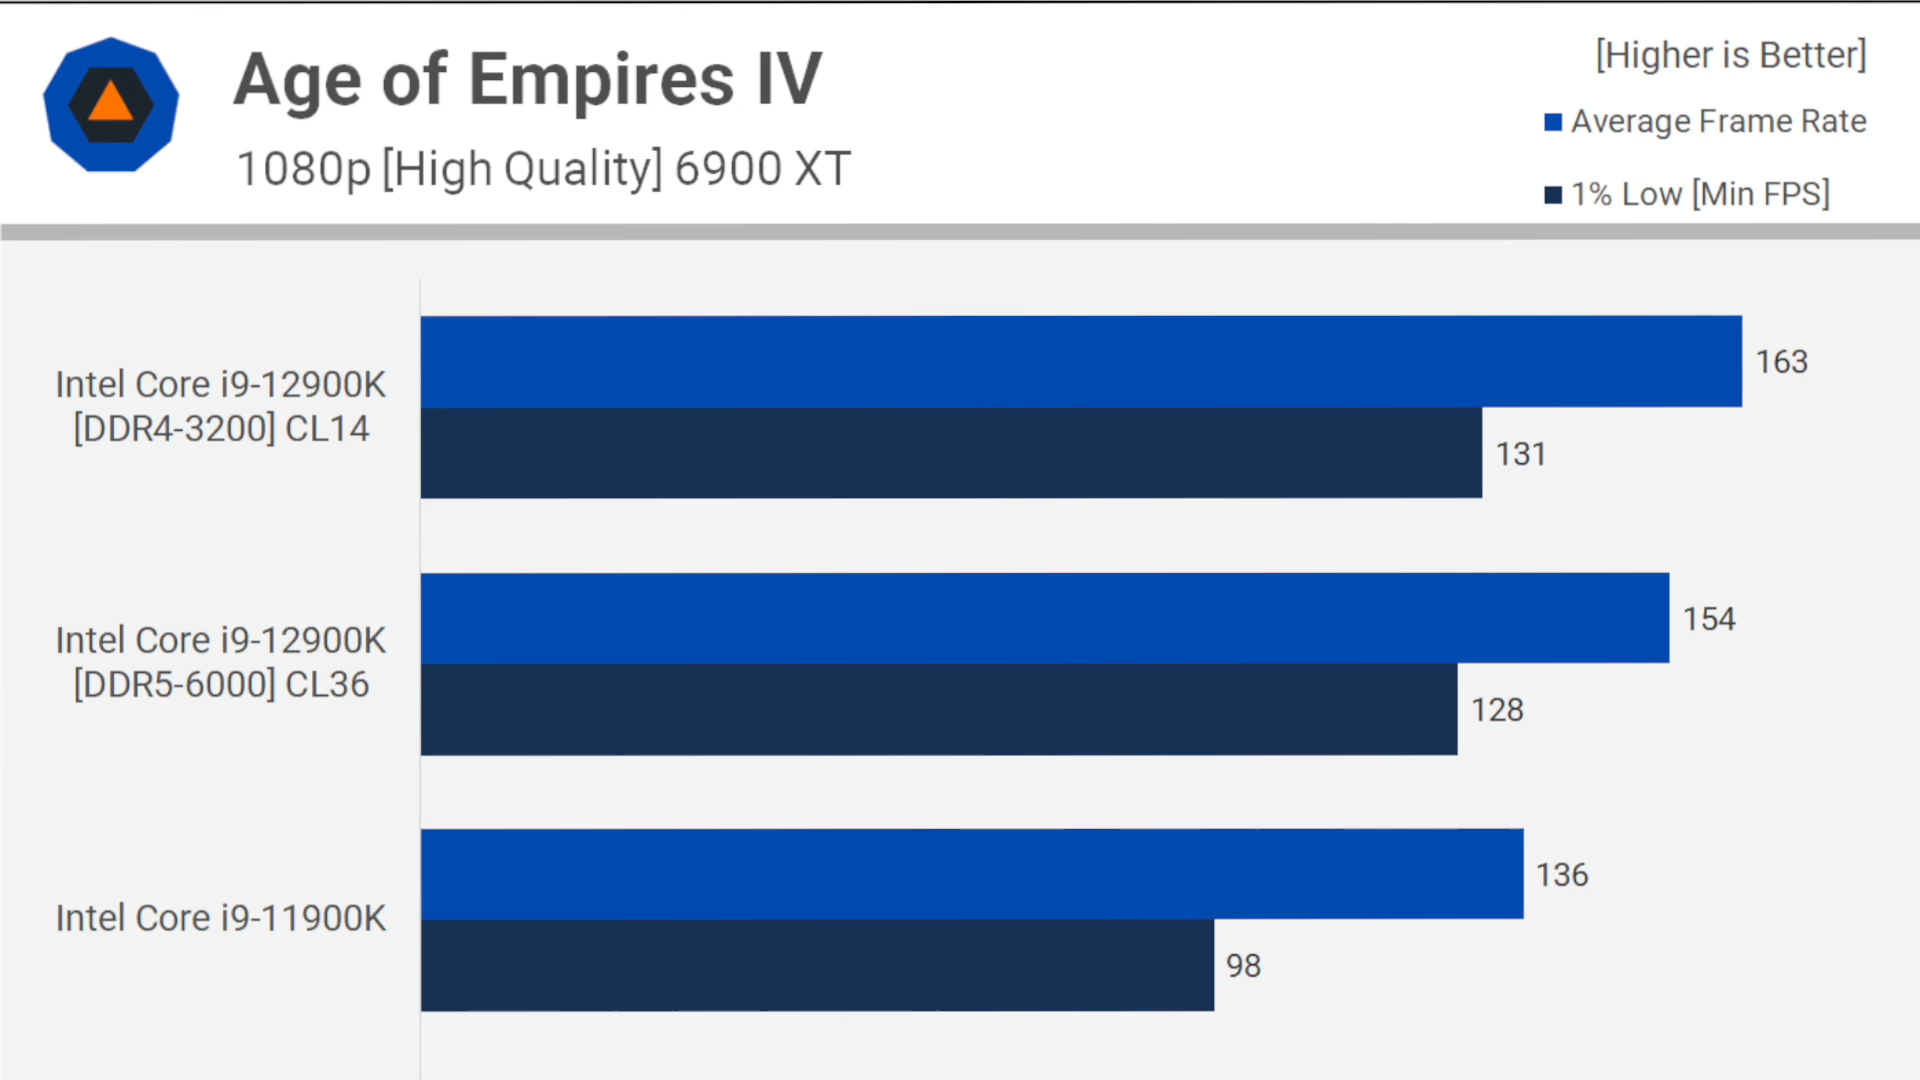 Age of Empires IV
1080p [High Quality] 6900 XT
[Higher is Better]
Average Frame Rate
1% Low [Min FPS]
Intel Core i9-12900K
[DDR4-3200] CL14
163
131
Intel Core i9-12900K
[DDR5-6000] CL36
154
128
Intel Core i9-11900K
136
98